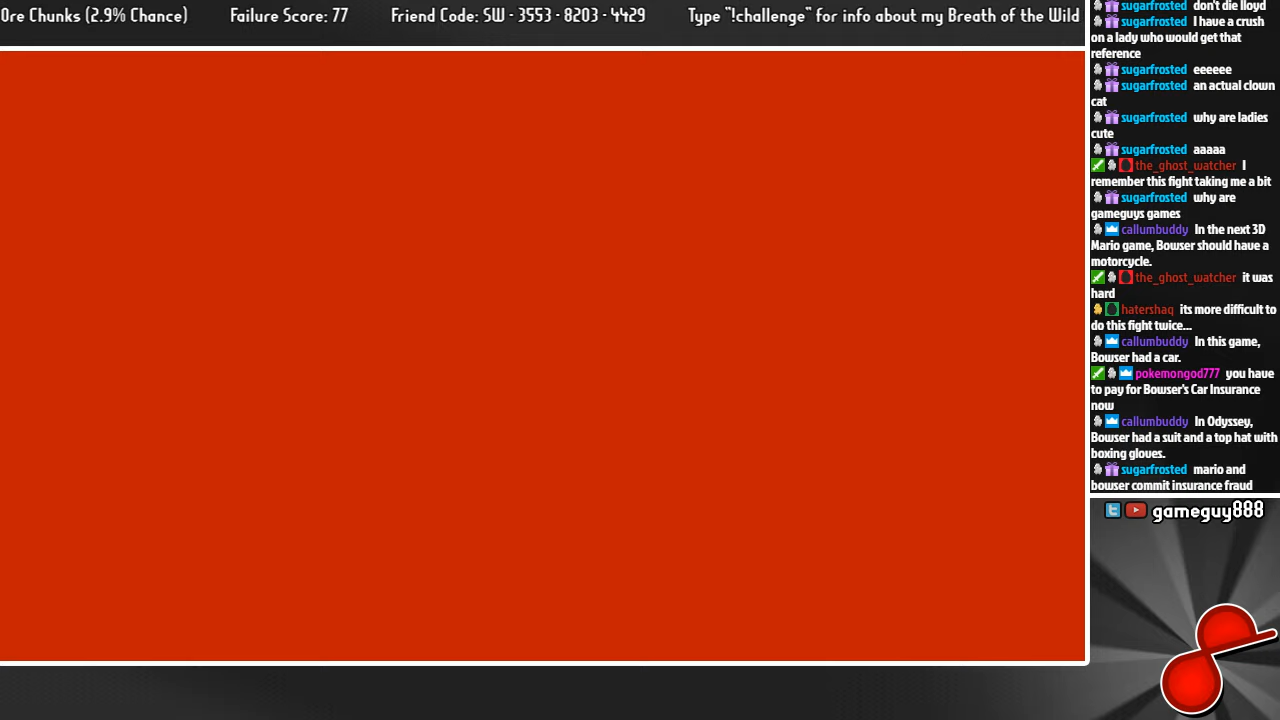 Ore Chunks (2.9% Chance) Failure Score: 77 Friend Code: SW - 3553 - 8203 - 4429 Type "!challenge" for info about my Breath of the Wild
sugarfrosted don't die lloyd
sugarfrosted I have a crush
on a lady who would get that
reference
sugarfrosted eeeeee
sugarfrosted an actual clown
cat
sugarfrosted why are ladies
cute
sugarfrosted aaaaa
the_ghost_watcher I
remember this fight taking me a bit
sugarfrosted why are
gameguys games
callumbuddy In the next 3D
Mario game, Bowser should have a
motorcycle.
the_ghost_watcher it was
hard
hatershaq its more difficult to
do this fight twice...
callumbuddy In this game,
Bowser had a car.
pokemongod777 you have
to pay for Bowser's Car Insurance
now
callumbuddy In Odyssey,
Bowser had a suit and a top hat with
boxing gloves.
sugarfrosted mario and
bowser commit insurance fraud
gameguy888